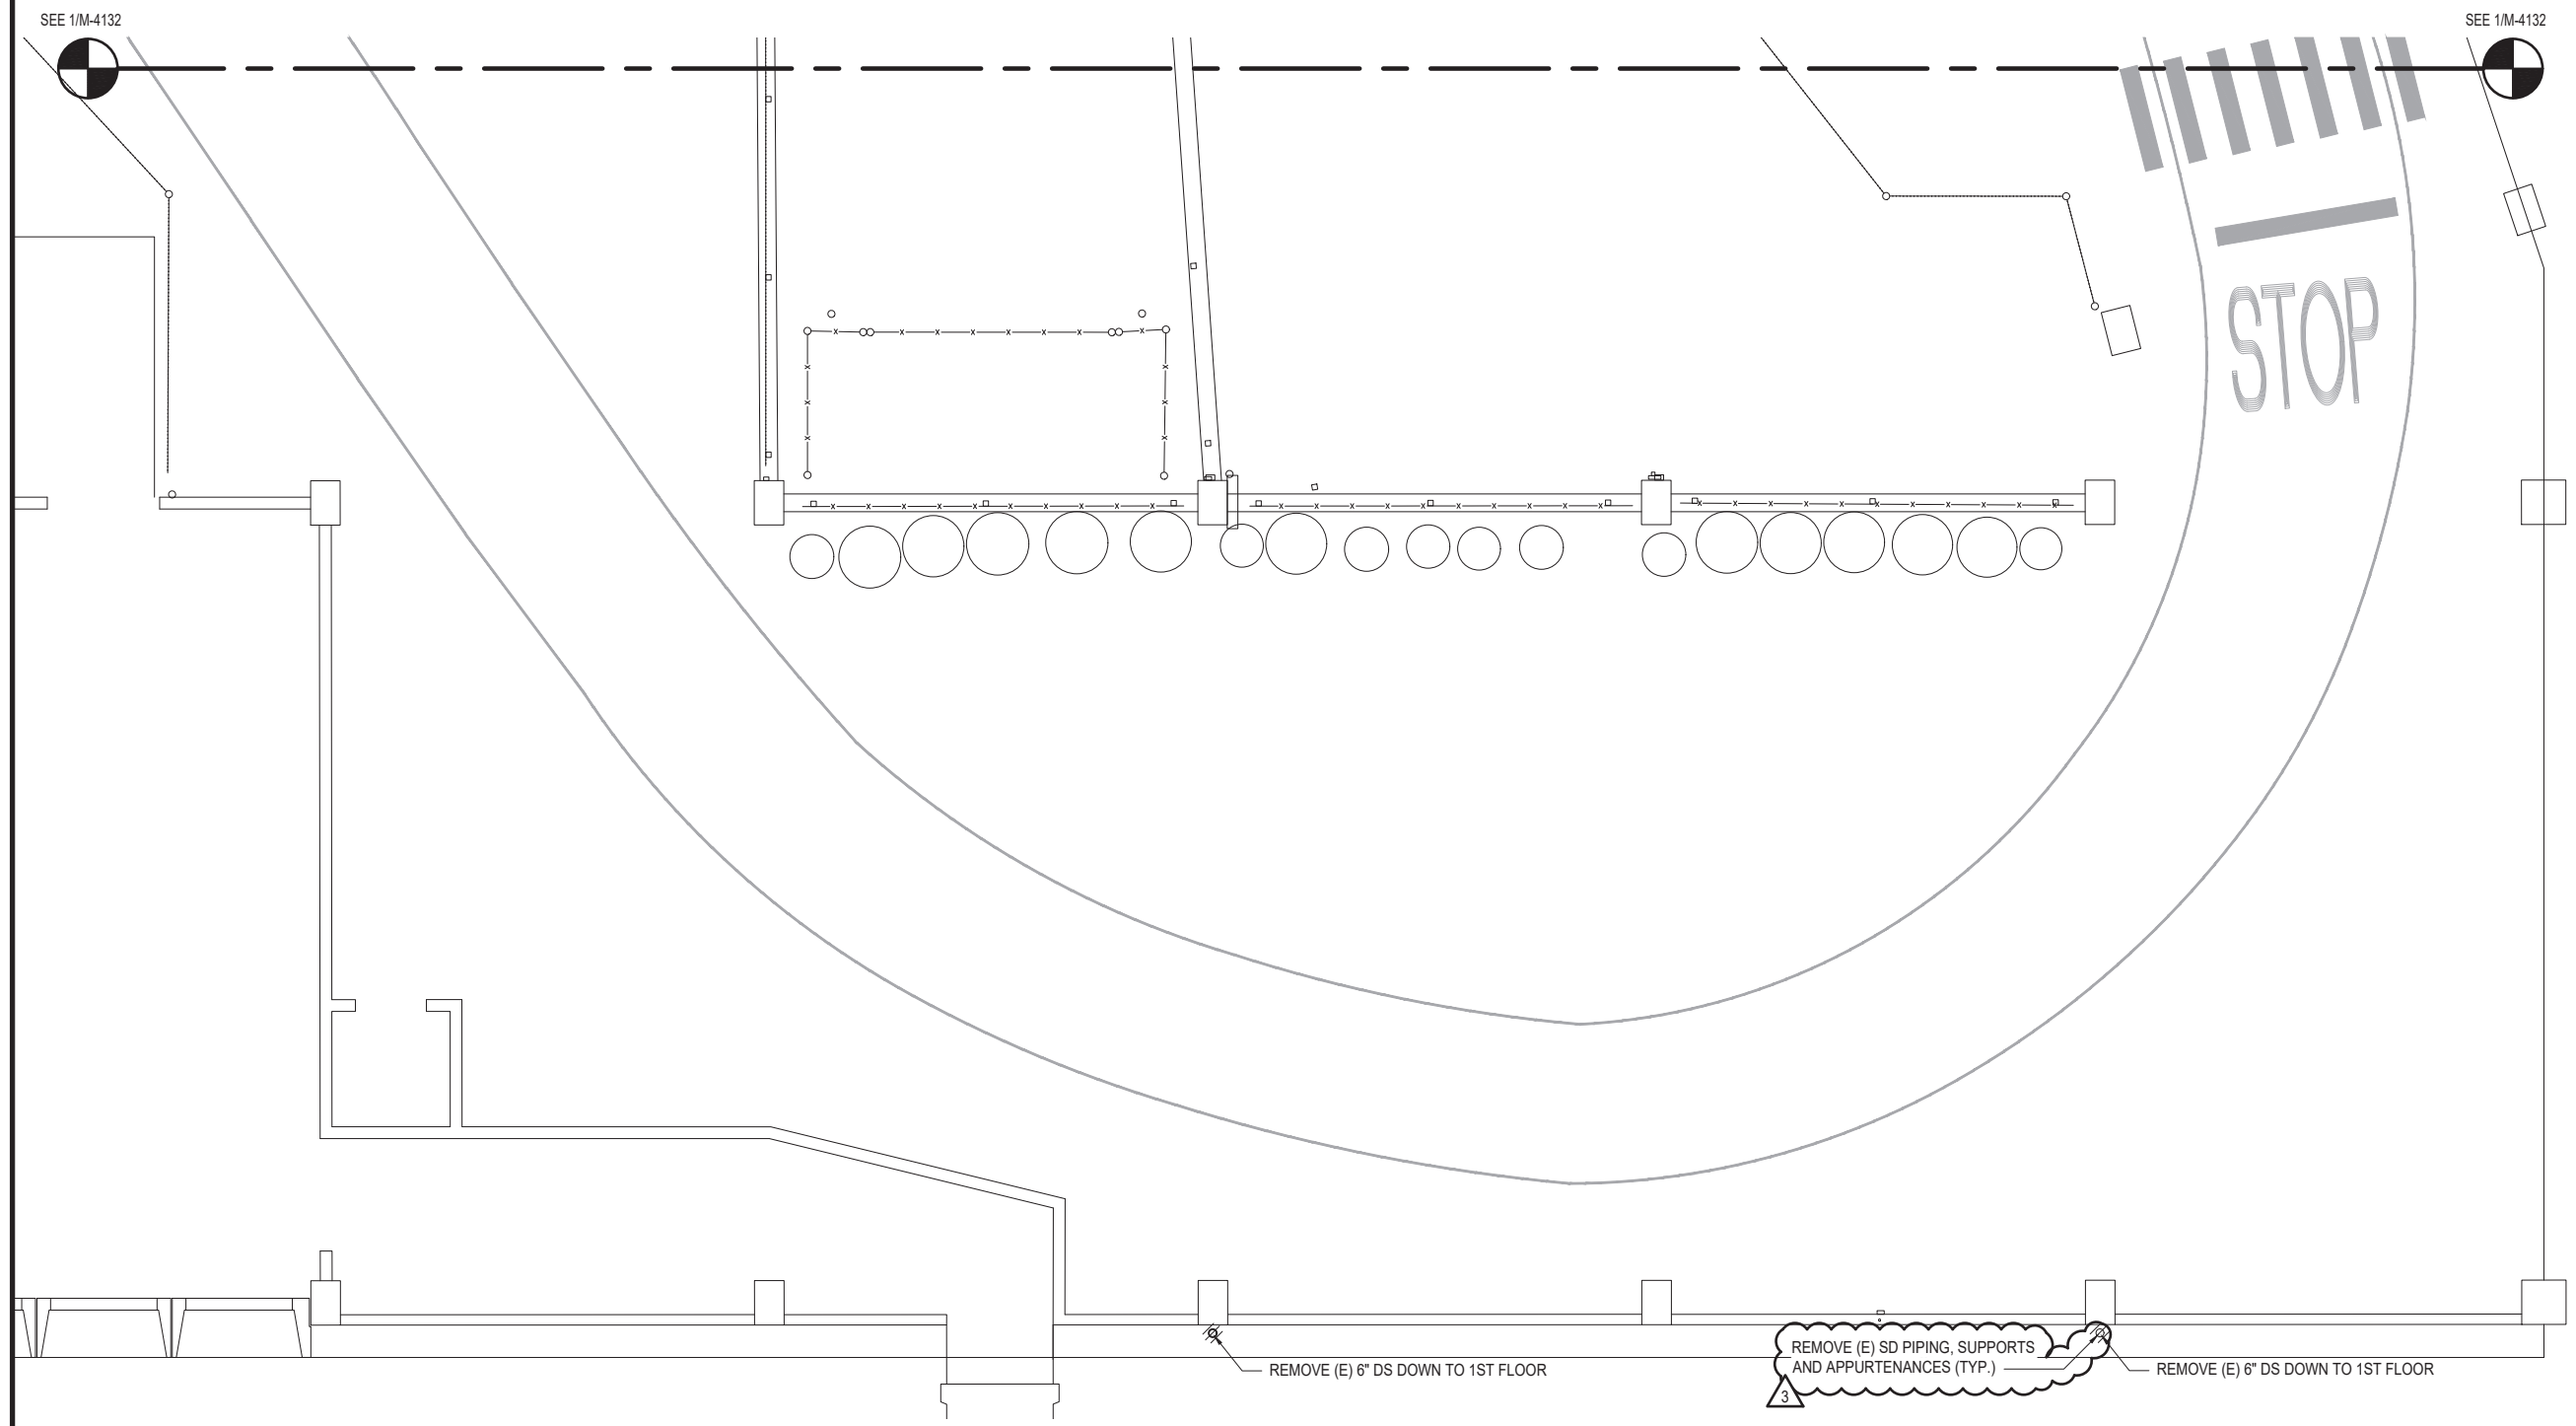 SEE 1/M-4132
SEE 1/M-4132
STOP
REMOVE (E) SD PIPING, SUPPORTS
AND APPURTENANCES (TYP.)
3
REMOVE (E) 6" DS DOWN TO 1ST FLOOR
REMOVE (E) 6" DS DOWN TO 1ST FLOOR